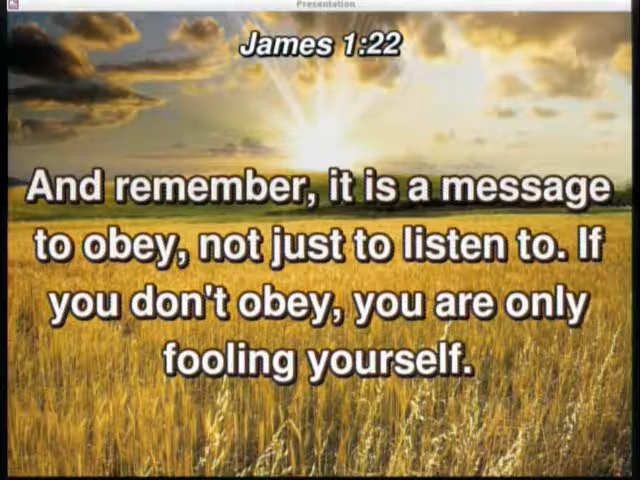 Presentation
James 1:22
And remember, it is a message
to obey, not just to listen to. If
you don't obey, you are only
fooling yourself.